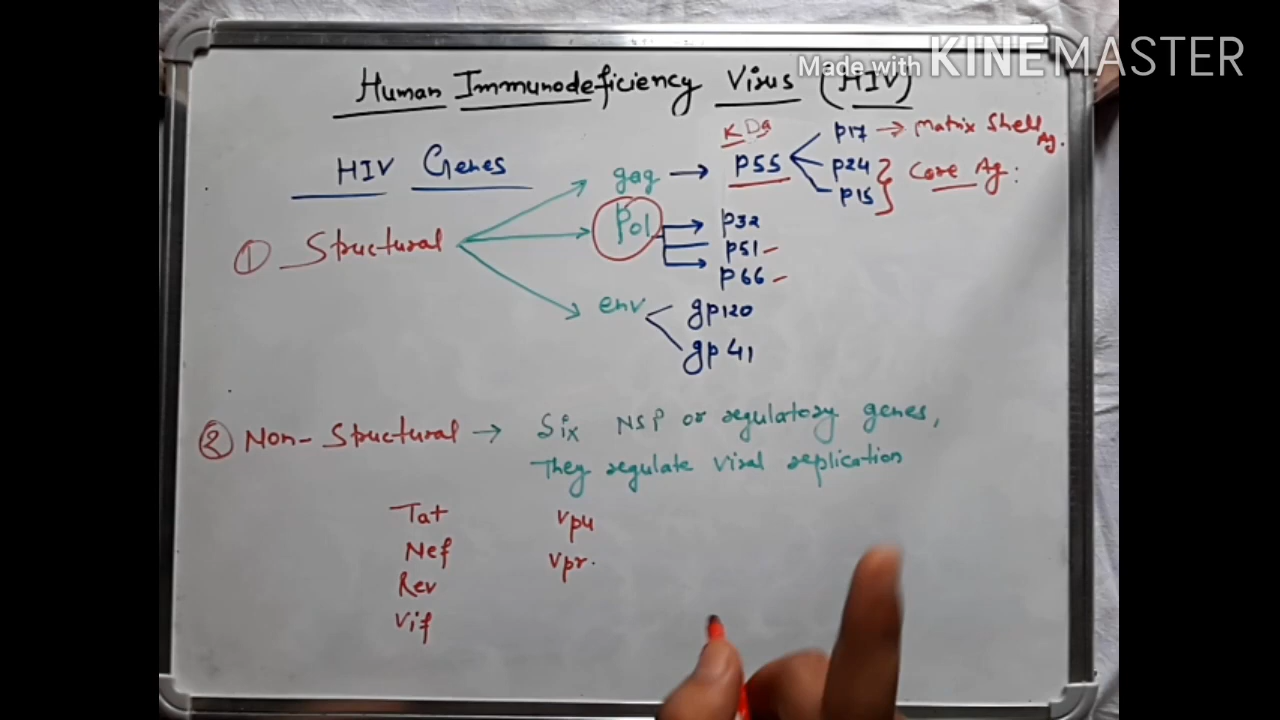 Made with KINEMASTER
Human Immunodeficiency Virus (HIV)
HIV Genes
KDa
gag → P55
p17 → Matrix Shell Ag.
p24
p15
Core Ag:
① Structural
pol
p32
p51 -
p66 -
env
gp120
gp 41
② Non-Structural → Six NSP or regulatory genes,
They regulate viral replication
Tat
Nef
Rev
Vif
Vpu
Vpr.